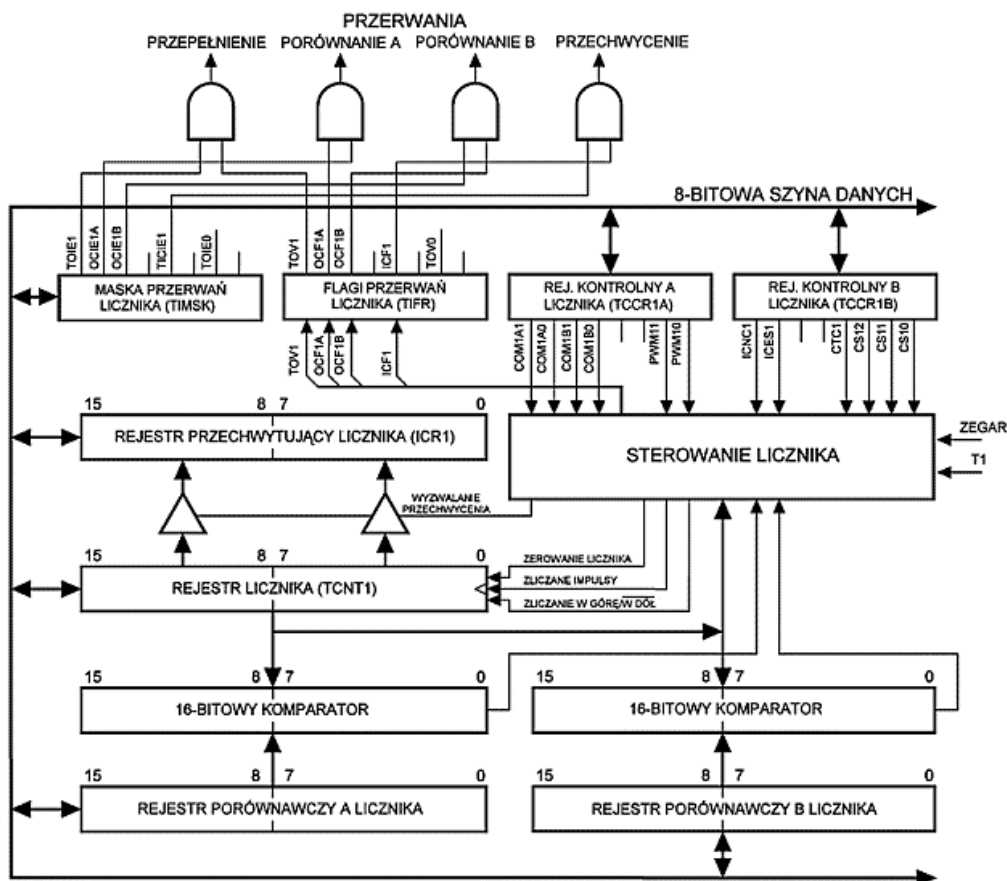 PRZERWANIA
PRZEPEŁNIENIE PORÓWNANIE A PORÓWNANIE B PRZECHWYCENIE
8-BITOWA SZYNA DANYCH
TOIE1 OCIE1A OCIE1B TICIE1 TOIE0
TOV1 OCF1A OCF1B ICF1 TOV0
MASKA PRZERWAŃ
LICZNIKA (TIMSK)
FLAGI PRZERWAŃ
LICZNIKA (TIFR)
REJ. KONTROLNY A
LICZNIKA (TCCR1A)
REJ. KONTROLNY B
LICZNIKA (TCCR1B)
TOV1 OCF1A OCF1B ICF1
COM1A1 COM1A0 COM1B1 COM1B0 PWM11 PWM10
ICNC1 ICES1 CTC1 CS12 CS11 CS10
15 8 7 0
REJESTR PRZECHWYTUJĄCY LICZNIKA (ICR1)
STEROWANIE LICZNIKA
ZEGAR
T1
WYZWALANIE
PRZECHWYCENIA
15 8 7 0
REJESTR LICZNIKA (TCNT1)
ZEROWANIE LICZNIKA
ZLICZANE IMPULSY
ZLICZANIE W GÓRĘ/W DÓŁ
15 8 7 0
16-BITOWY KOMPARATOR
15 8 7 0
16-BITOWY KOMPARATOR
15 8 7 0
REJESTR PORÓWNAWCZY A LICZNIKA
15 8 7 0
REJESTR PORÓWNAWCZY B LICZNIKA